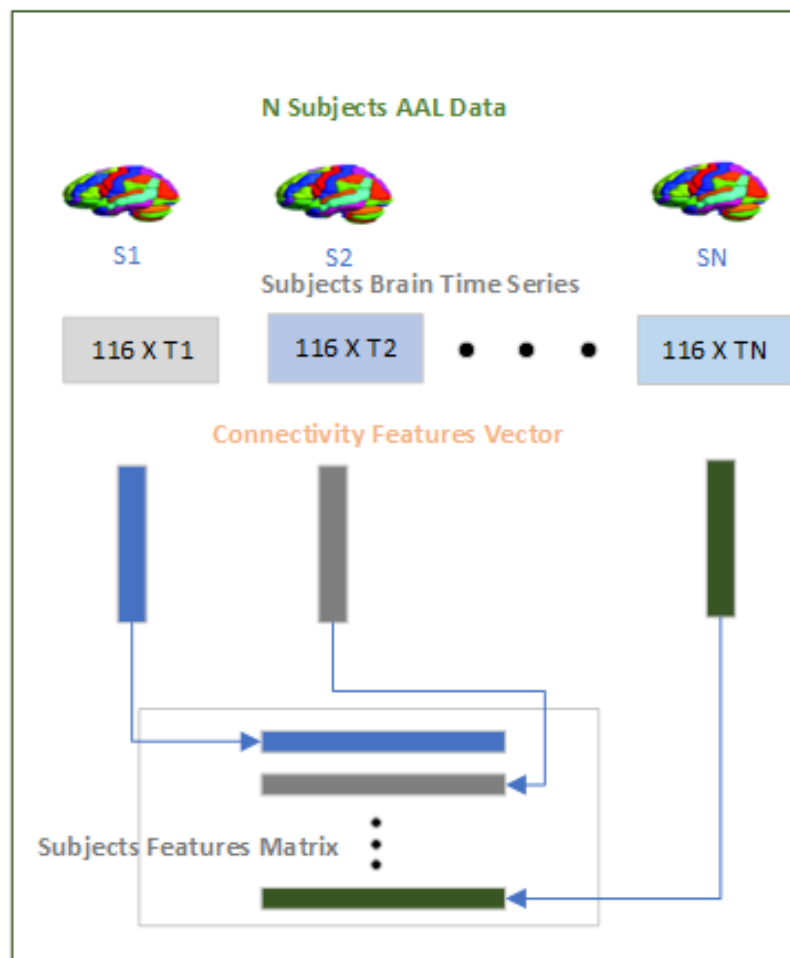 N Subjects AAL Data
S1 S2 SN
Subjects Brain Time Series
116 X T1 116 X T2 116 X TN
Connectivity Features Vector
Subjects Features Matrix